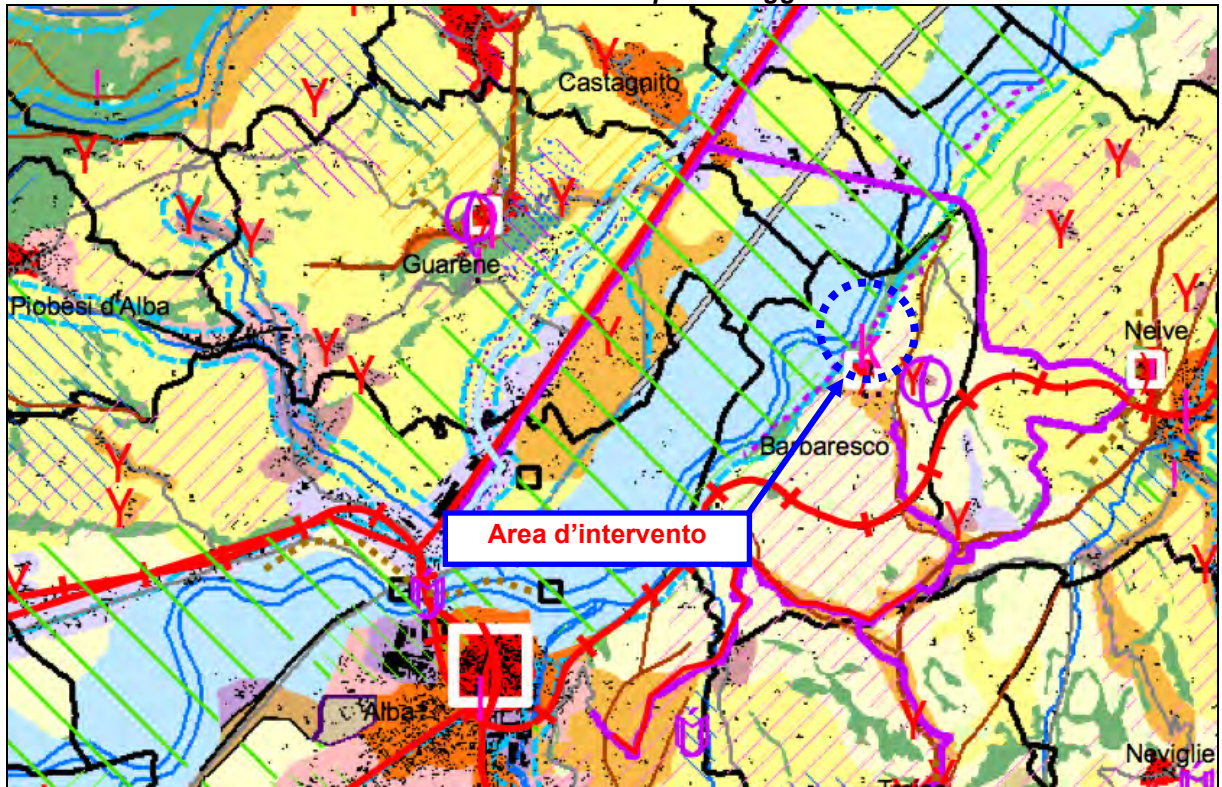 Castagnito
Guarene
Piobesi d'Alba
Neive
Barbaresco
Area d'intervento
Alba
Neviglie